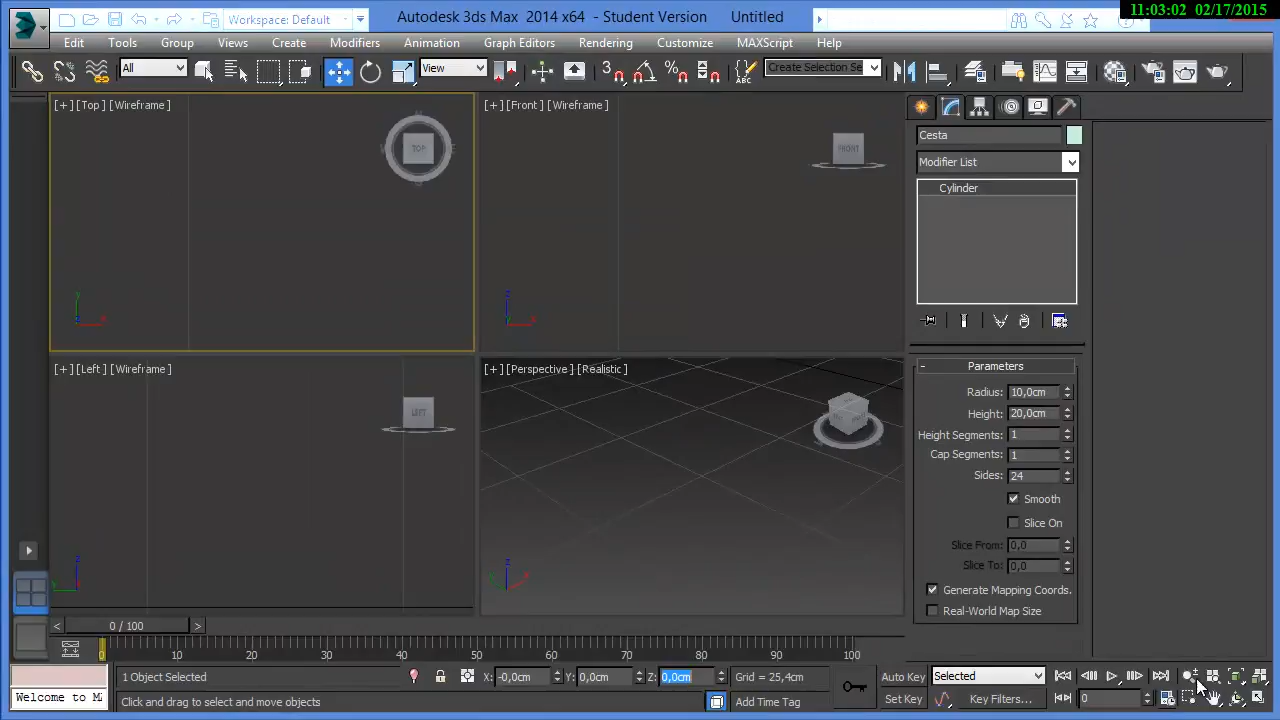 11:03:02 02/17/2015
Workspace: Default
Autodesk 3ds Max 2014 x64 - Student Version Untitled
Edit Tools Group Views Create Modifiers Animation Graph Editors Rendering Customize MAXScript Help
All
View
3
Create Selection Se
[+] [Top] [Wireframe]
TOP
[+] [Front] [Wireframe]
FRONT
Cesta
Modifier List
Cylinder
[+] [Left] [Wireframe]
LEFT
[+] [Perspective] [Realistic]
- Parameters
Radius: 10,0cm
Height: 20,0cm
Height Segments: 1
Cap Segments: 1
Sides: 24
Smooth
Slice On
Slice From: 0,0
Slice To: 0,0
Generate Mapping Coords.
Real-World Map Size
< 0 / 100 >
0 10 20 30 40 50 60 70 80 90 100
Welcome to M
1 Object Selected
X: -0,0cm Y: 0,0cm Z: 0,0cm
Grid = 25,4cm
Auto Key
Selected
Click and drag to select and move objects
Add Time Tag
Set Key
Key Filters...
0